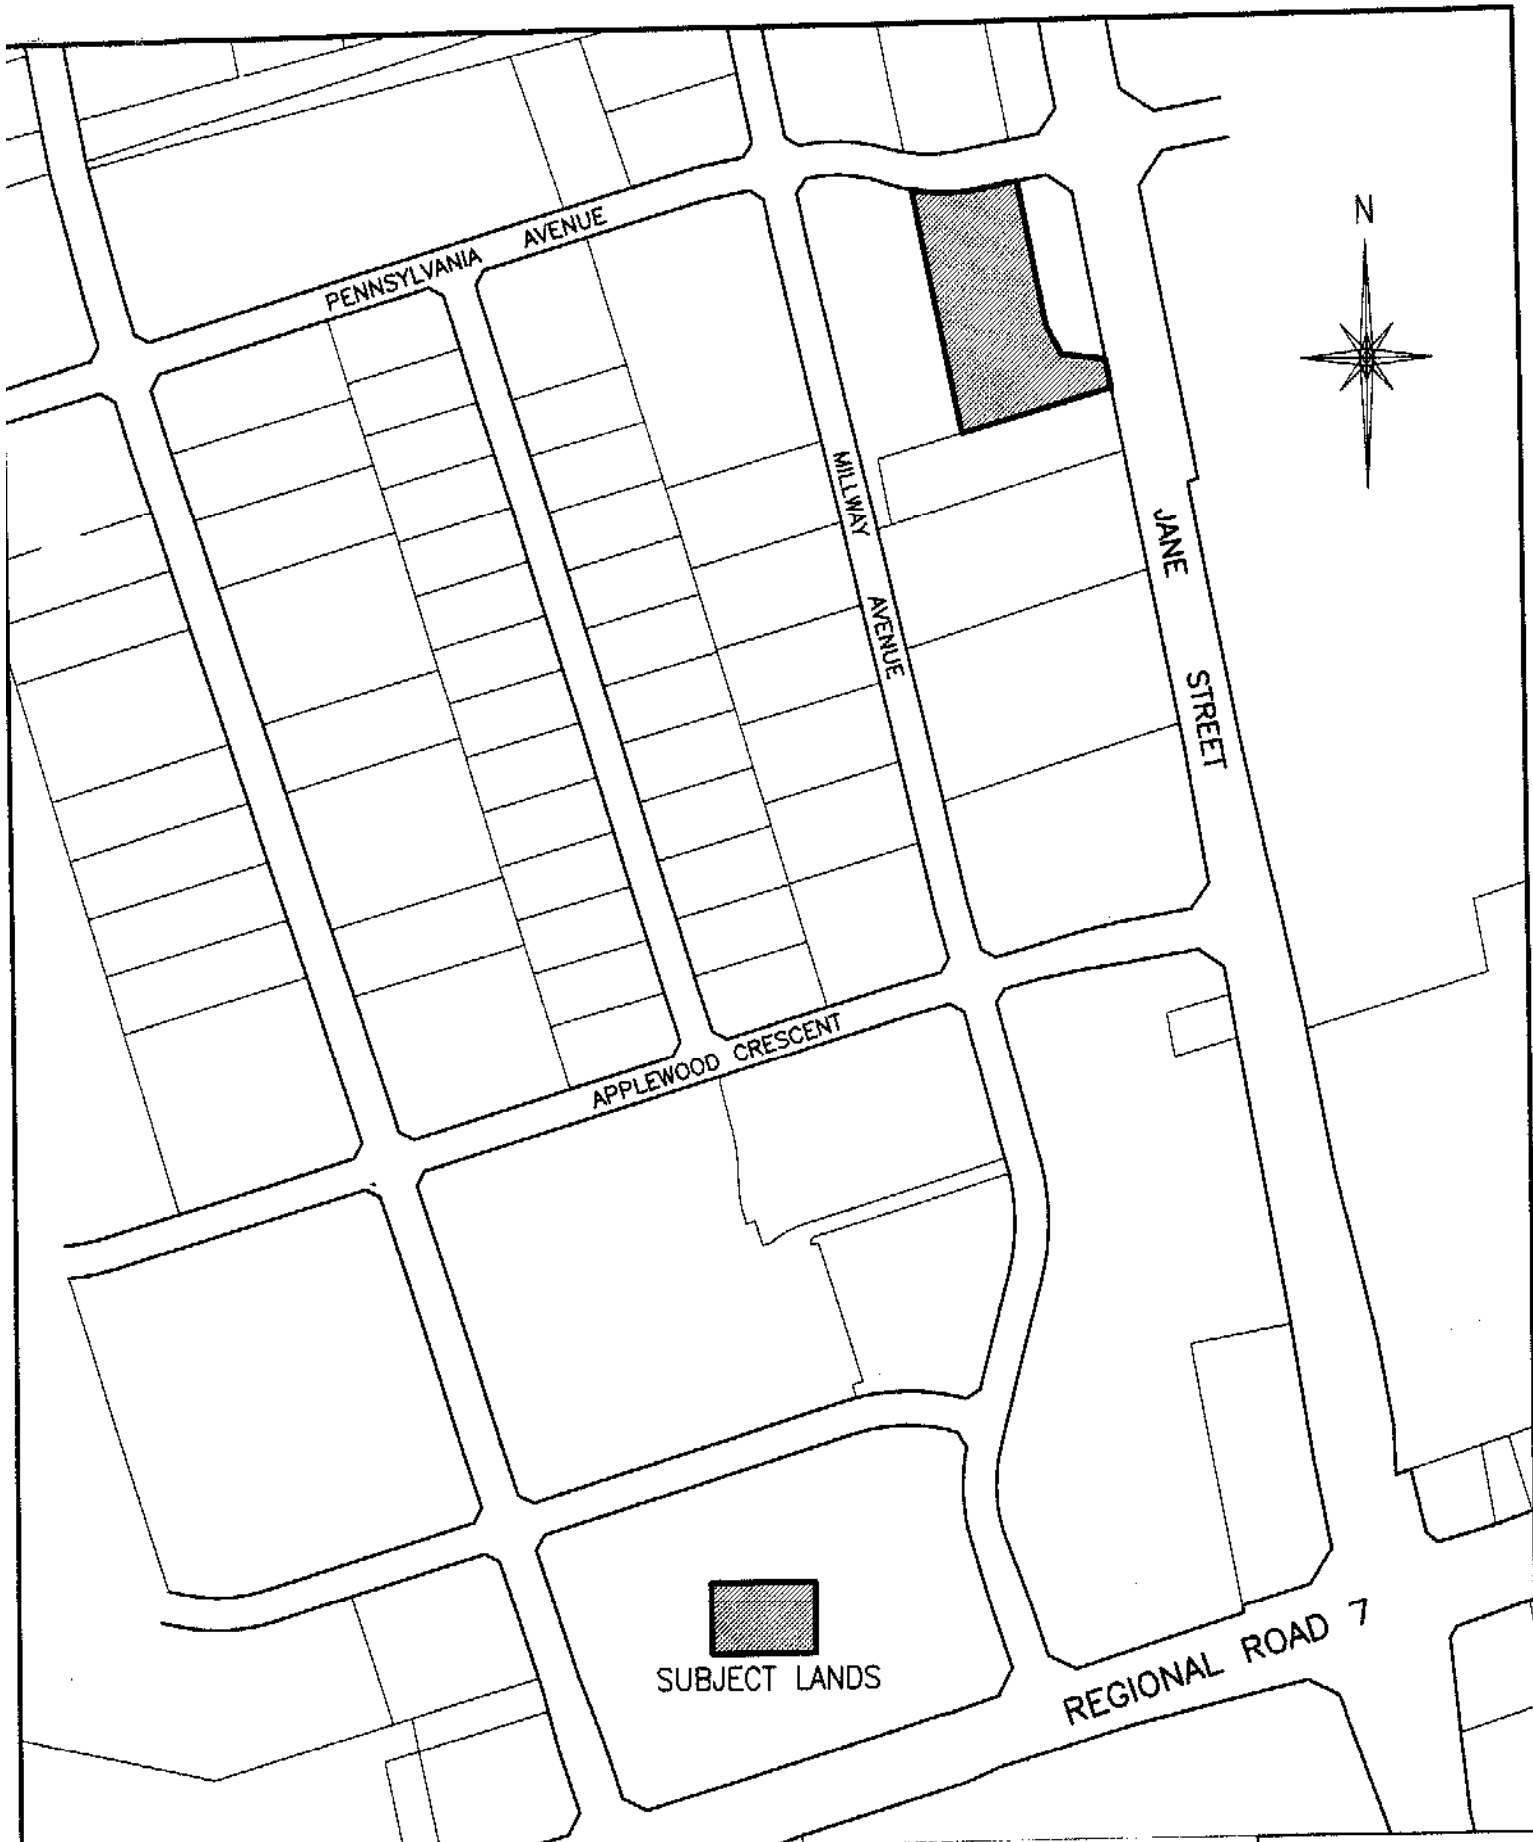 N
PENNSYLVANIA AVENUE
MILLWAY AVENUE
JANE STREET
APPLEWOOD CRESCENT
SUBJECT LANDS
REGIONAL ROAD 7